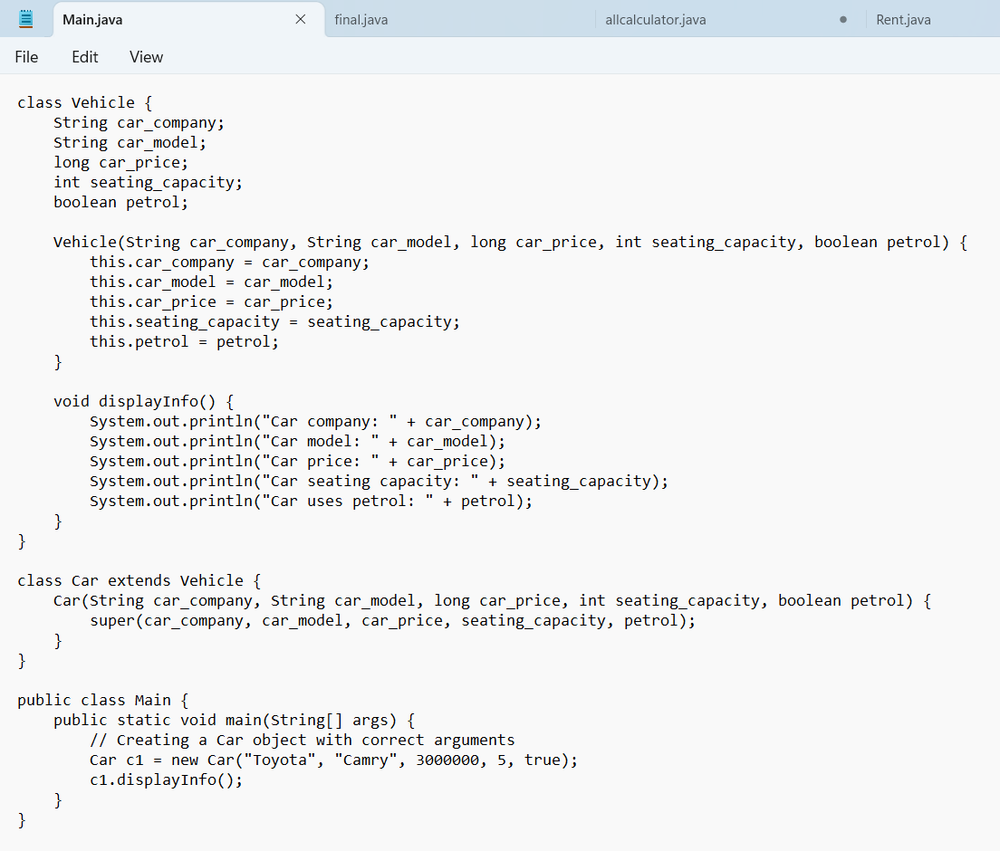 Main.java
final.java
allcalculator.java
Rent.java
File Edit View
class Vehicle {
    String car_company;
    String car_model;
    long car_price;
    int seating_capacity;
    boolean petrol;

    Vehicle(String car_company, String car_model, long car_price, int seating_capacity, boolean petrol) {
        this.car_company = car_company;
        this.car_model = car_model;
        this.car_price = car_price;
        this.seating_capacity = seating_capacity;
        this.petrol = petrol;
    }

    void displayInfo() {
        System.out.println("Car company: " + car_company);
        System.out.println("Car model: " + car_model);
        System.out.println("Car price: " + car_price);
        System.out.println("Car seating capacity: " + seating_capacity);
        System.out.println("Car uses petrol: " + petrol);
    }
}

class Car extends Vehicle {
    Car(String car_company, String car_model, long car_price, int seating_capacity, boolean petrol) {
        super(car_company, car_model, car_price, seating_capacity, petrol);
    }
}

public class Main {
    public static void main(String[] args) {
        // Creating a Car object with correct arguments
        Car c1 = new Car("Toyota", "Camry", 3000000, 5, true);
        c1.displayInfo();
    }
}